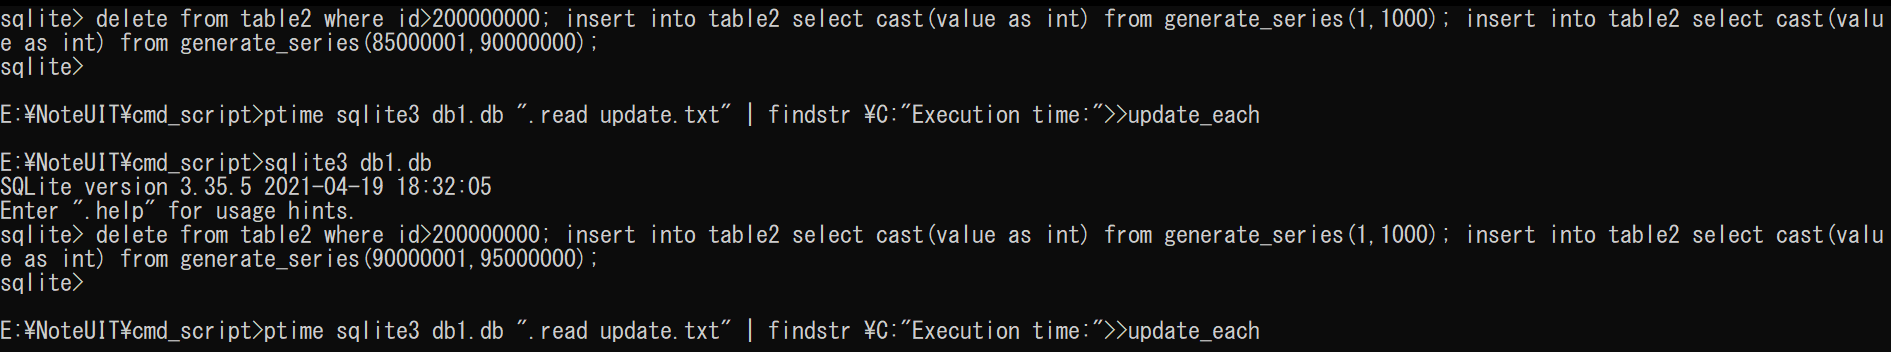 sqlite> delete from table2 where id>200000000; insert into table2 select cast(value as int) from generate_series(1,1000); insert into table2 select cast(valu
e as int) from generate_series(85000001,90000000);
sqlite>
E:¥NoteUIT¥cmd_script>ptime sqlite3 db1.db ".read update.txt" | findstr ¥C:"Execution time:">>update_each
E:¥NoteUIT¥cmd_script>sqlite3 db1.db
SQLite version 3.35.5 2021-04-19 18:32:05
Enter ".help" for usage hints.
sqlite> delete from table2 where id>200000000; insert into table2 select cast(value as int) from generate_series(1,1000); insert into table2 select cast(valu
e as int) from generate_series(90000001,95000000);
sqlite>
E:¥NoteUIT¥cmd_script>ptime sqlite3 db1.db ".read update.txt" | findstr ¥C:"Execution time:">>update_each